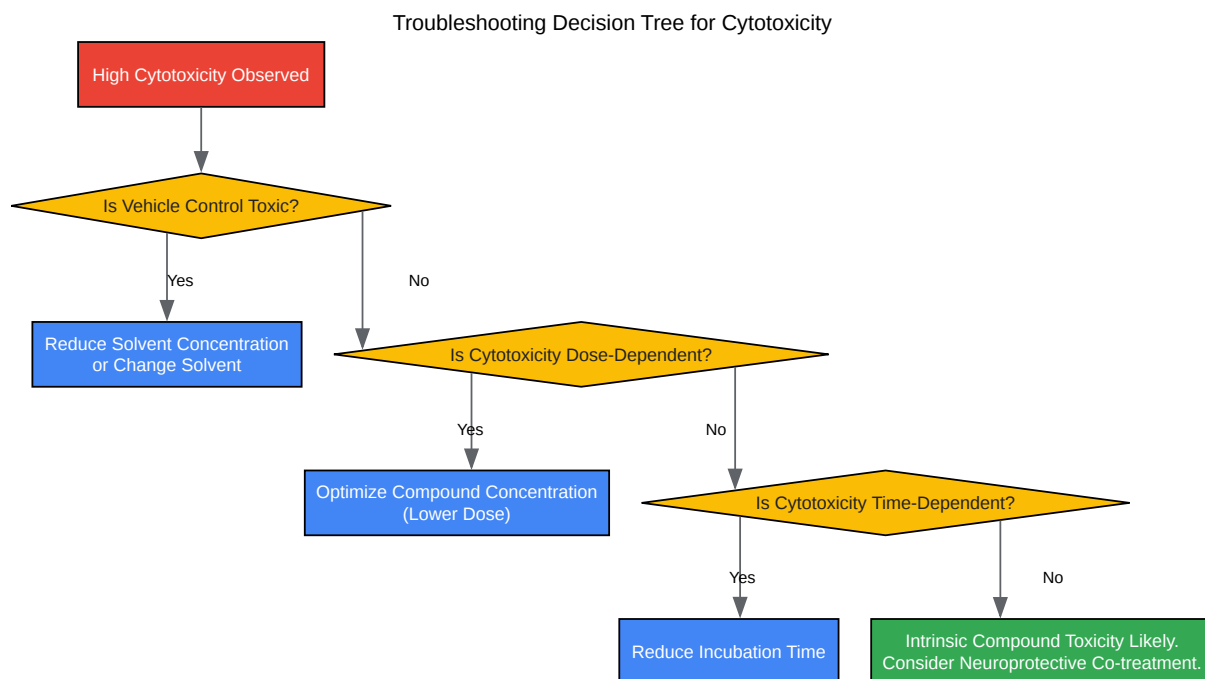 Troubleshooting Decision Tree for Cytotoxicity
High Cytotoxicity Observed
Is Vehicle Control Toxic?
Yes
No
Reduce Solvent Concentration
or Change Solvent
Is Cytotoxicity Dose-Dependent?
Yes
No
Optimize Compound Concentration
(Lower Dose)
Is Cytotoxicity Time-Dependent?
Yes
No
Reduce Incubation Time
Intrinsic Compound Toxicity Likely.
Consider Neuroprotective Co-treatment.